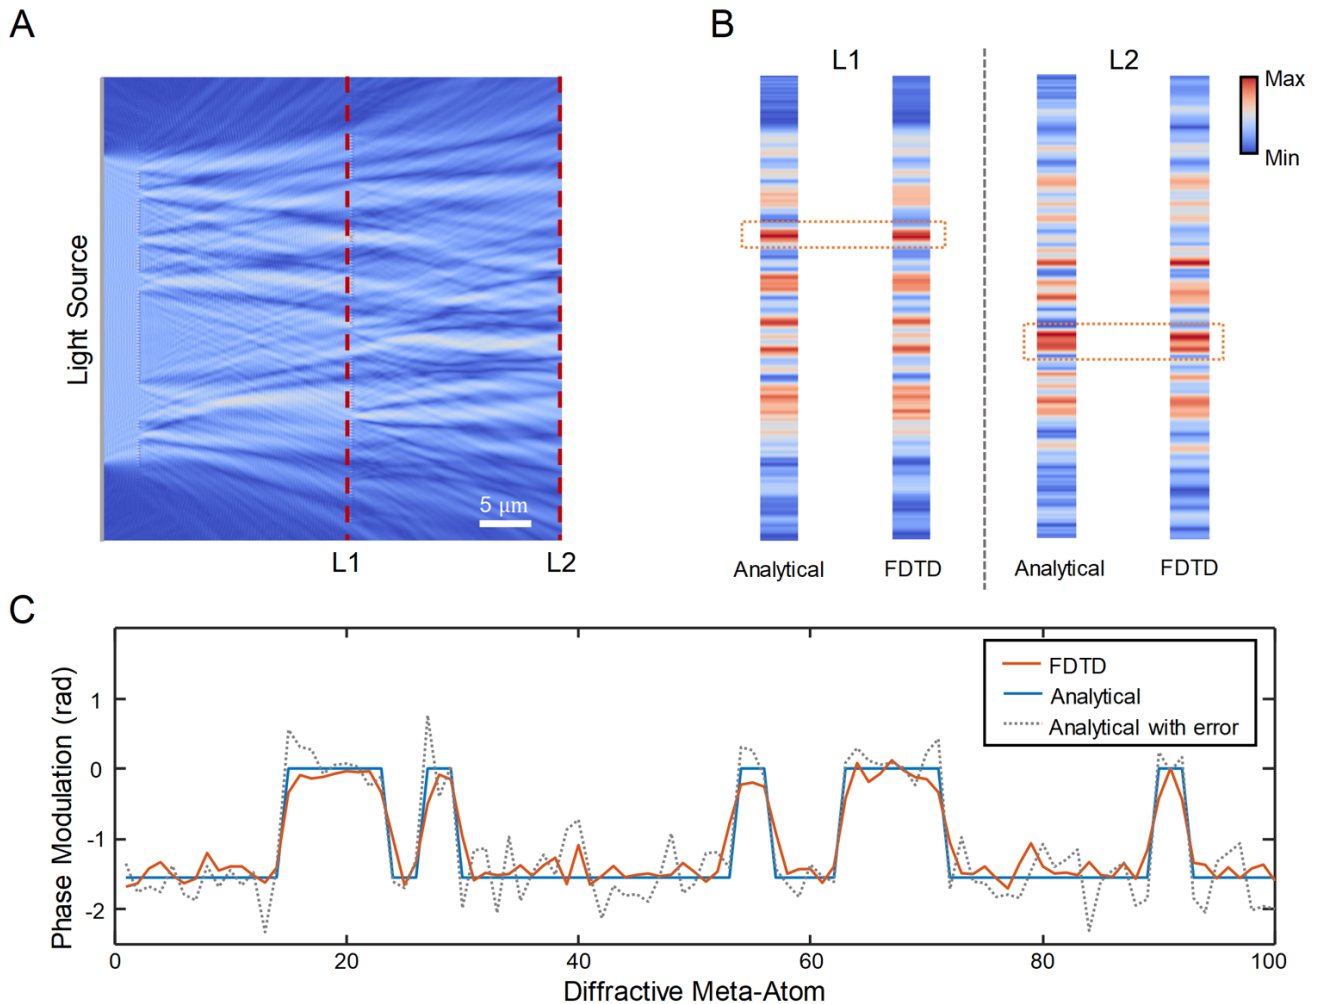 A
Light Source
5 μm
L1
L2
B
L1
L2
Max
Min
Analytical
FDTD
Analytical
FDTD
C
Phase Modulation (rad)
1
0
-1
-2
FDTD
Analytical
Analytical with error
0
20
40
60
80
100
Diffractive Meta-Atom